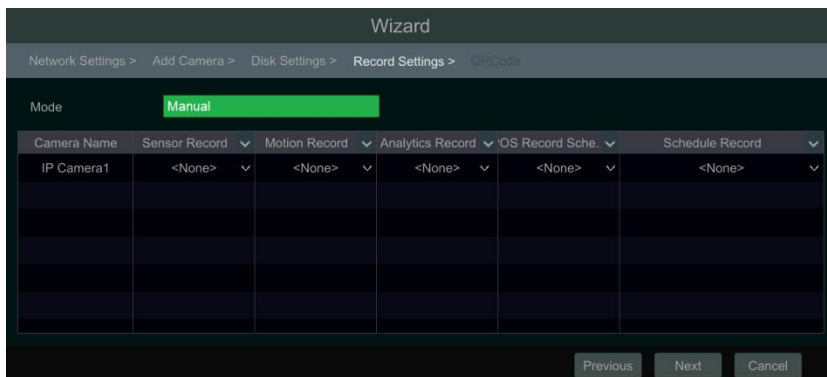 Wizard
Network Settings > Add Camera > Disk Settings > Record Settings > QRCode
Mode Manual
Camera Name Sensor Record Motion Record Analytics Record OS Record Sche. Schedule Record
IP Camera1 <None> <None> <None> <None> <None>
Previous Next Cancel